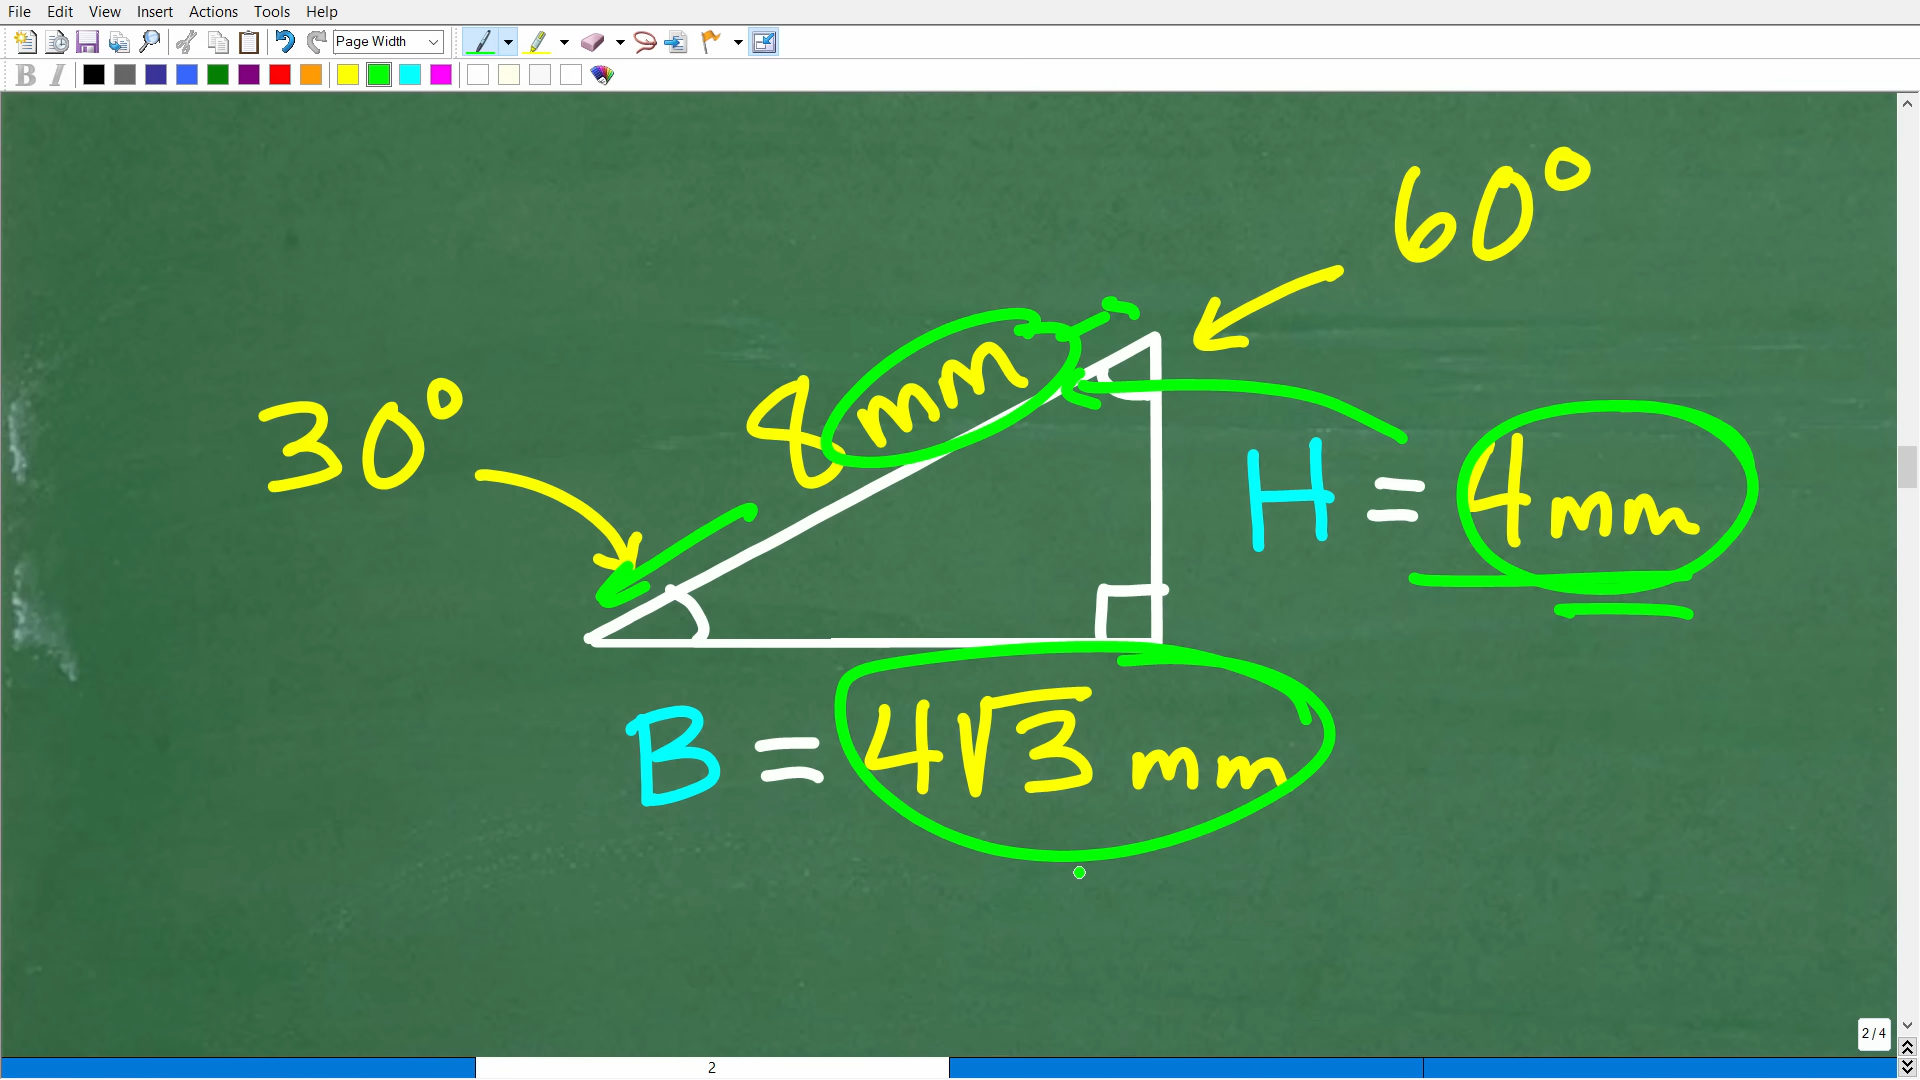 File Edit View Insert Actions Tools Help
Page Width
B I
60°
30°
8mm
H = 4mm
B = 4√3 mm
2 / 4
2